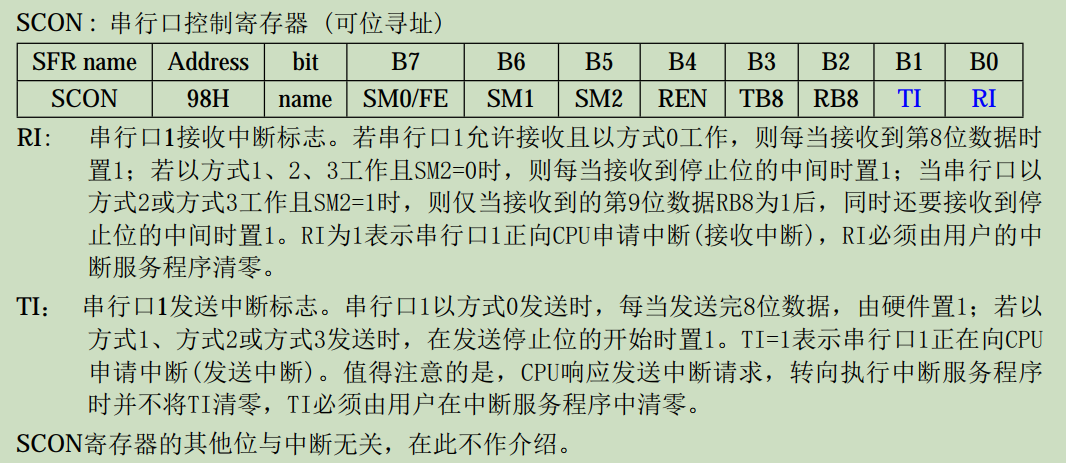 SCON : 串行口控制寄存器 (可位寻址)
SFR name Address bit B7 B6 B5 B4 B3 B2 B1 B0
SCON 98H name SM0/FE SM1 SM2 REN TB8 RB8 TI RI
RI: 串行口1接收中断标志。若串行口1允许接收且以方式0工作，则每当接收到第8位数据时
置1；若以方式1、2、3工作且SM2=0时，则每当接收到停止位的中间时置1；当串行口以
方式2或方式3工作且SM2=1时，则仅当接收到的第9位数据RB8为1后，同时还要接收到停
止位的中间时置1。RI为1表示串行口1正向CPU申请中断(接收中断)，RI必须由用户的中
断服务程序清零。
TI： 串行口1发送中断标志。串行口1以方式0发送时，每当发送完8位数据，由硬件置1；若以
方式1、方式2或方式3发送时，在发送停止位的开始时置1。TI=1表示串行口1正在向CPU
申请中断(发送中断)。值得注意的是，CPU响应发送中断请求，转向执行中断服务程序
时并不将TI清零，TI必须由用户在中断服务程序中清零。
SCON寄存器的其他位与中断无关，在此不作介绍。